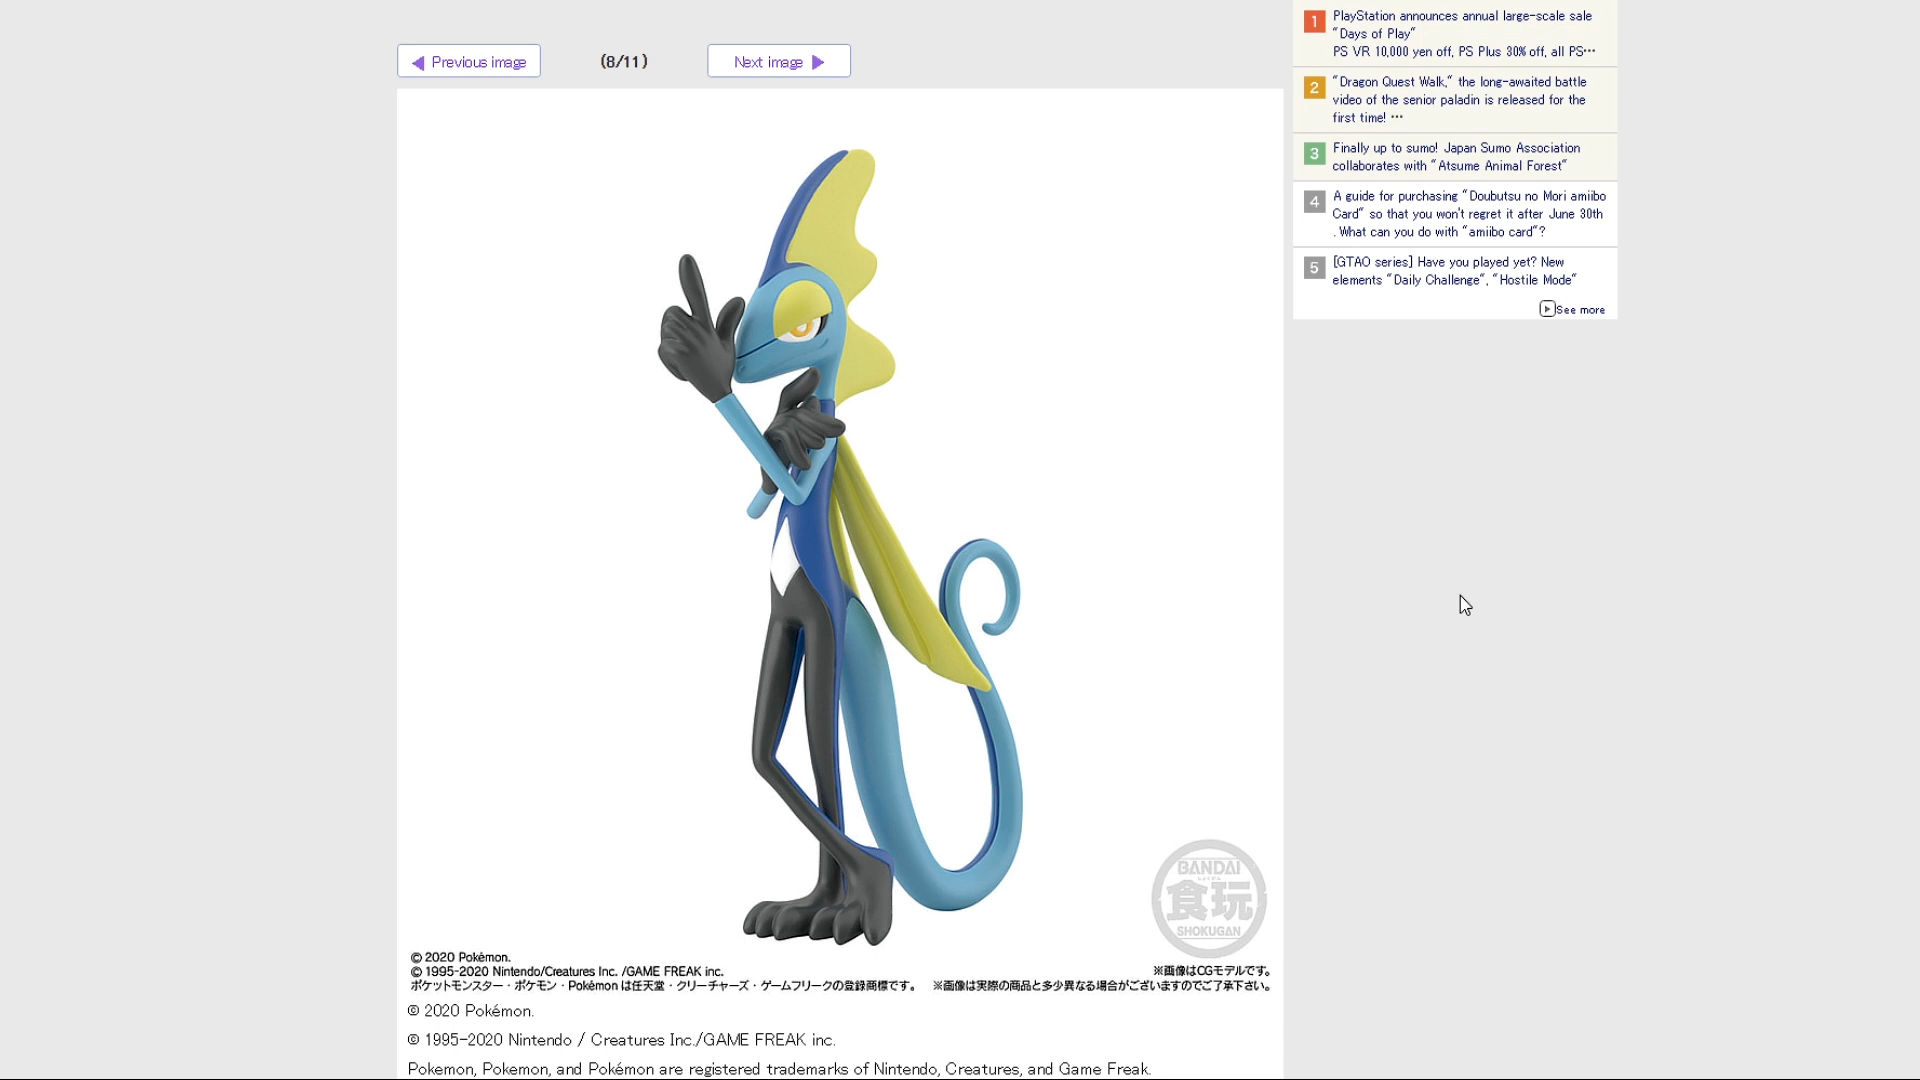 Previous image
(8/11)
Next image
1 PlayStation announces annual large-scale sale
"Days of Play"
PS VR 10,000 yen off, PS Plus 30% off, all PS…
2 "Dragon Quest Walk," the long-awaited battle
video of the senior paladin is released for the
first time! …
3 Finally up to sumo! Japan Sumo Association
collaborates with "Atsume Animal Forest"
4 A guide for purchasing "Doubutsu no Mori amiibo
Card" so that you won't regret it after June 30th
. What can you do with "amiibo card"?
5 [GTAO series] Have you played yet? New
elements "Daily Challenge", "Hostile Mode"
See more
BANDAI
食玩
SHOKUGAN
© 2020 Pokémon.
© 1995-2020 Nintendo/Creatures Inc. /GAME FREAK inc.
※画像はCGモデルです。
ポケットモンスター・ポケモン・Pokémon は任天堂・クリーチャーズ・ゲームフリークの登録商標です。 ※画像は実際の商品と多少異なる場合がございますのでご了承下さい。
© 2020 Pokémon.
© 1995-2020 Nintendo / Creatures Inc./GAME FREAK inc.
Pokemon, Pokemon, and Pokémon are registered trademarks of Nintendo, Creatures, and Game Freak.